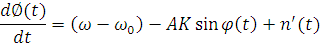 dØ(t)/dt = (ω − ω₀) − AK sin φ(t) + n′(t)